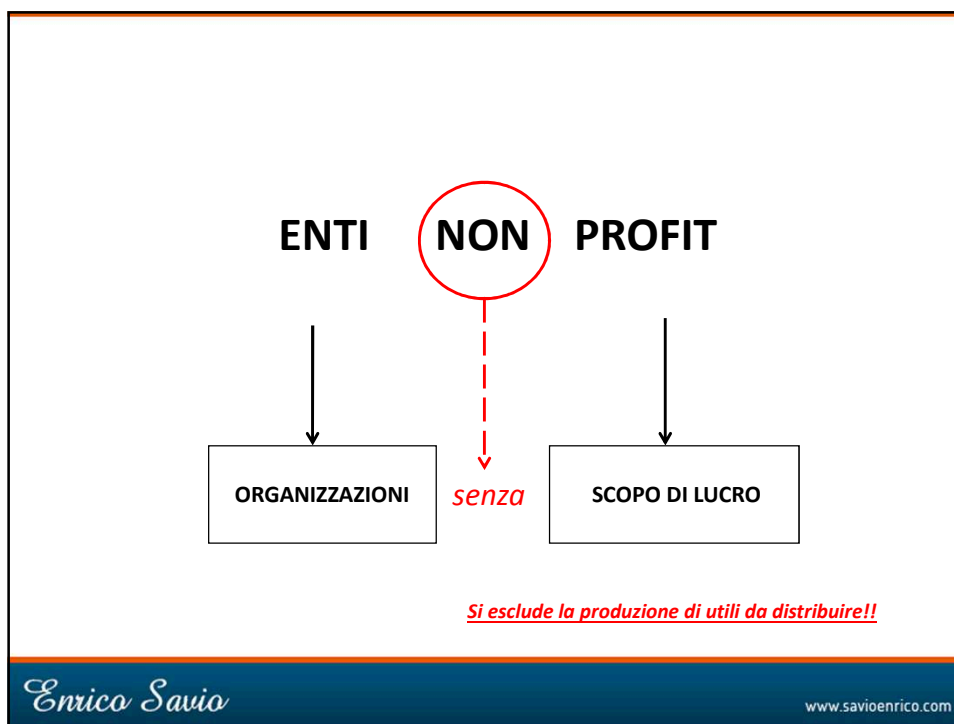 ENTI NON PROFIT
ORGANIZZAZIONI senza SCOPO DI LUCRO
Si esclude la produzione di utili da distribuire!!
Enrico Savio www.savioenrico.com